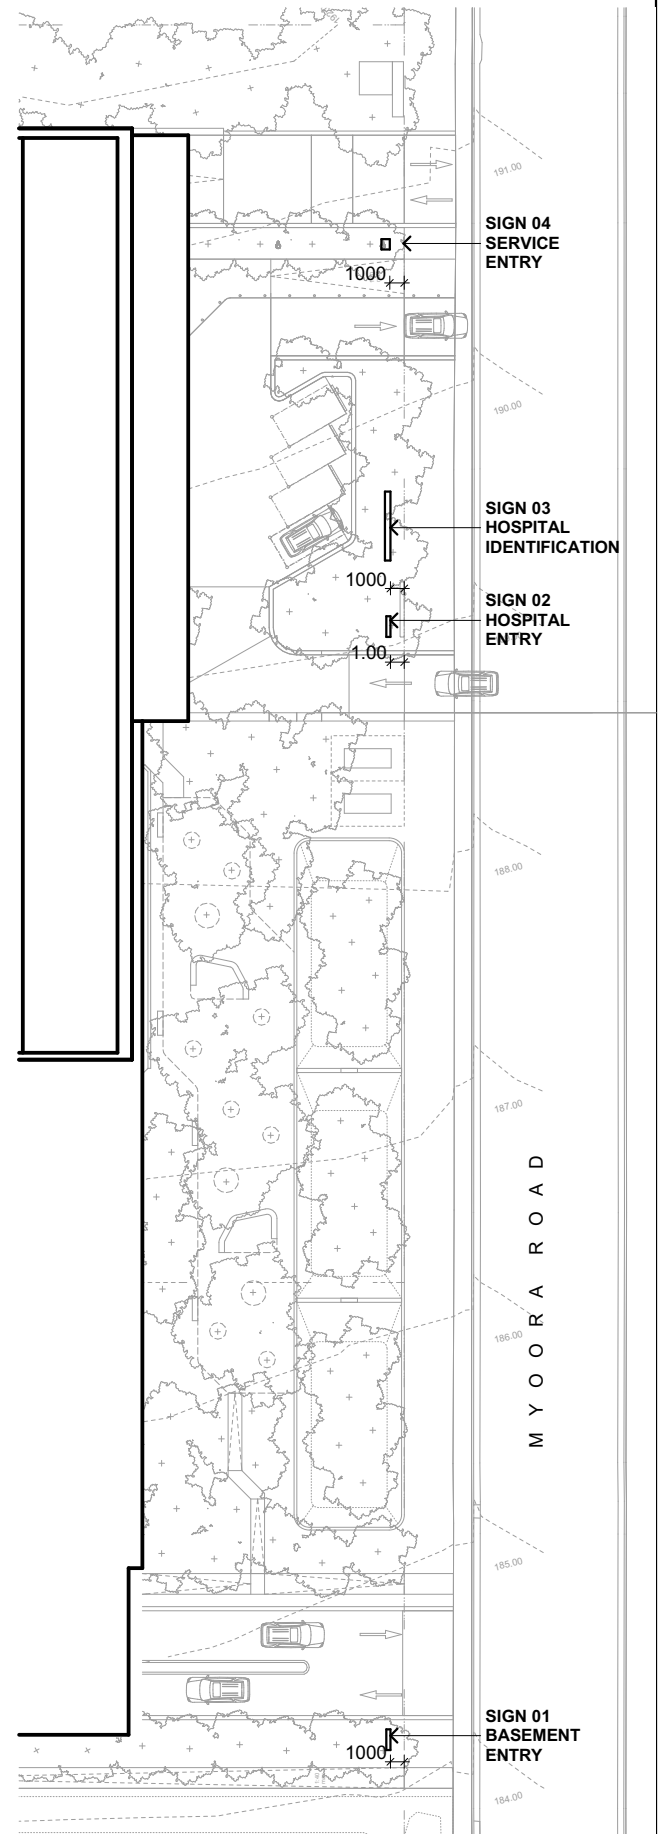 191.00
SIGN 04
SERVICE
ENTRY
1000
190.00
SIGN 03
HOSPITAL
IDENTIFICATION
1000
SIGN 02
HOSPITAL
ENTRY
1.00
188.00
187.00
MYOORA ROAD
186.00
185.00
SIGN 01
BASEMENT
ENTRY
1000
184.00